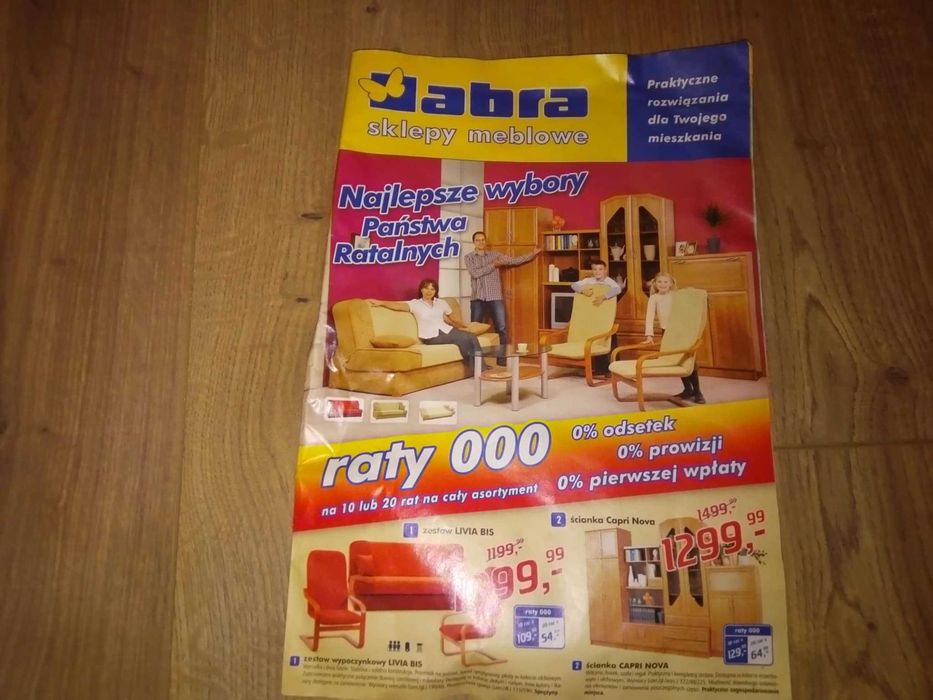 abra
sklepy meblowe
Praktyczne
rozwiązania
dla Twojego
mieszkania
Najlepsze wybory
Państwa
Ratalnych
raty 000
na 10 lub 20 rat na cały asortyment
0% odsetek
0% prowizji
0% pierwszej wpłaty
1 zestaw LIVIA BIS
1199,-99
99,-99
raty 000
109,- 54,-
1 zestaw wypoczynkowy LIVIA BIS
2 ścianka Capri Nova
1499,-99
1299,-99
raty 000
129,- 64,-
2 ścianka CAPRI NOVA